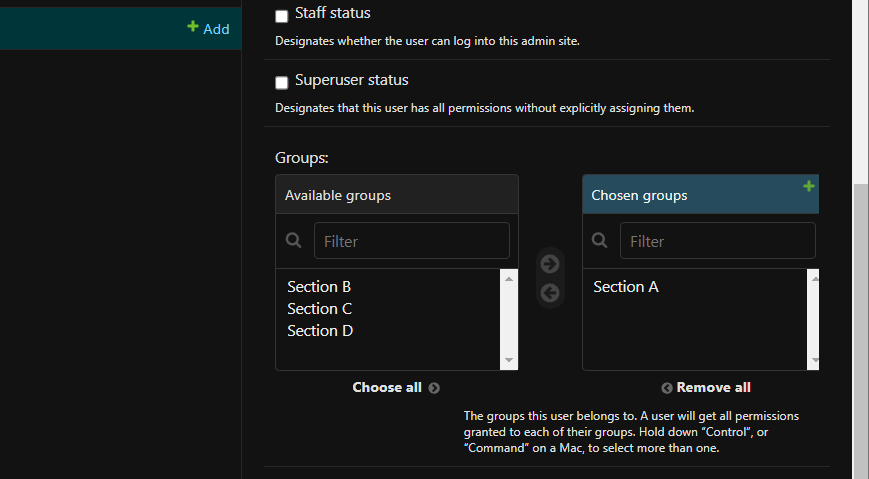 Add
Staff status
Designates whether the user can log into this admin site.
Superuser status
Designates that this user has all permissions without explicitly assigning them.
Groups:
Available groups
Chosen groups
Filter
Filter
Section B
Section C
Section D
Section A
Choose all
Remove all
The groups this user belongs to. A user will get all permissions
granted to each of their groups. Hold down “Control”, or
“Command” on a Mac, to select more than one.